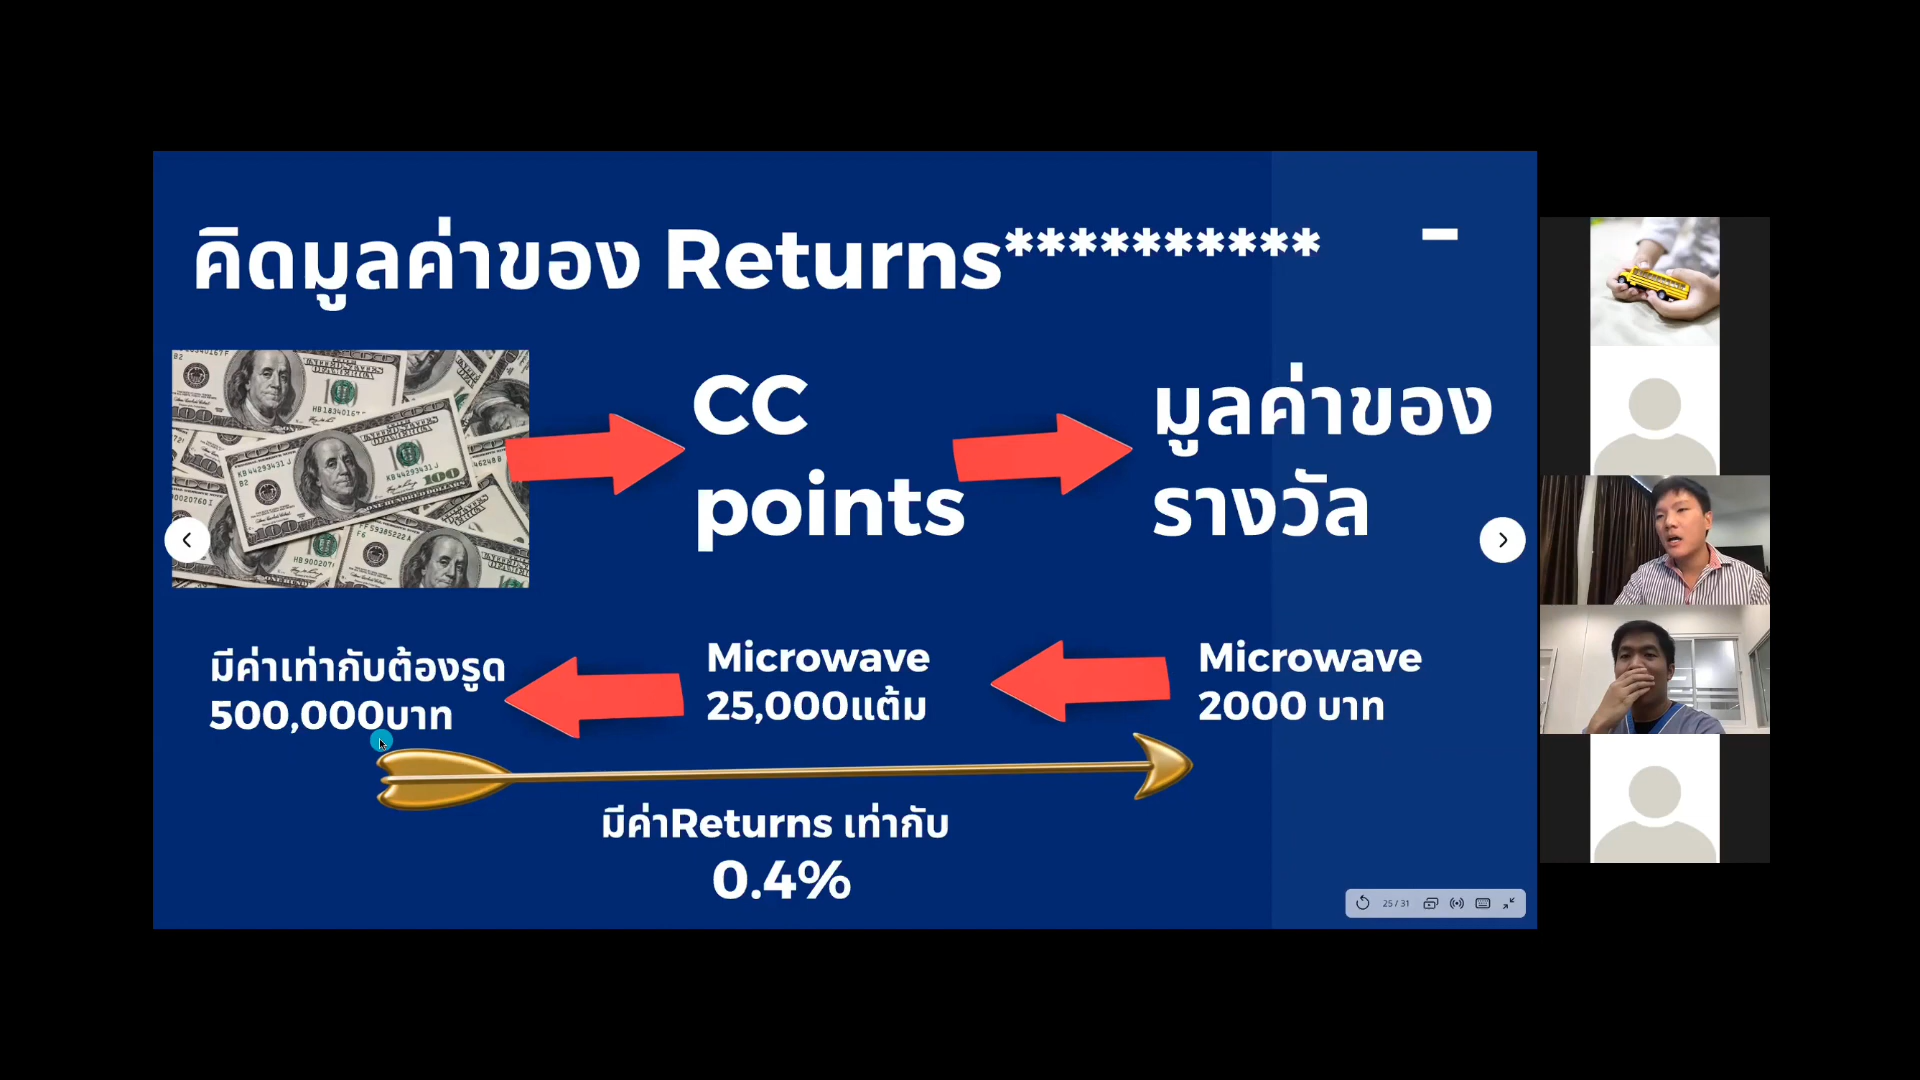 คิดมูลค่าของ Returns**********
-
CC
points
มูลค่าของ
รางวัล
มีค่าเท่ากับต้องรูด
500,000บาท
Microwave
25,000แต้ม
Microwave
2000 บาท
มีค่าReturns เท่ากับ
0.4%
25 / 31